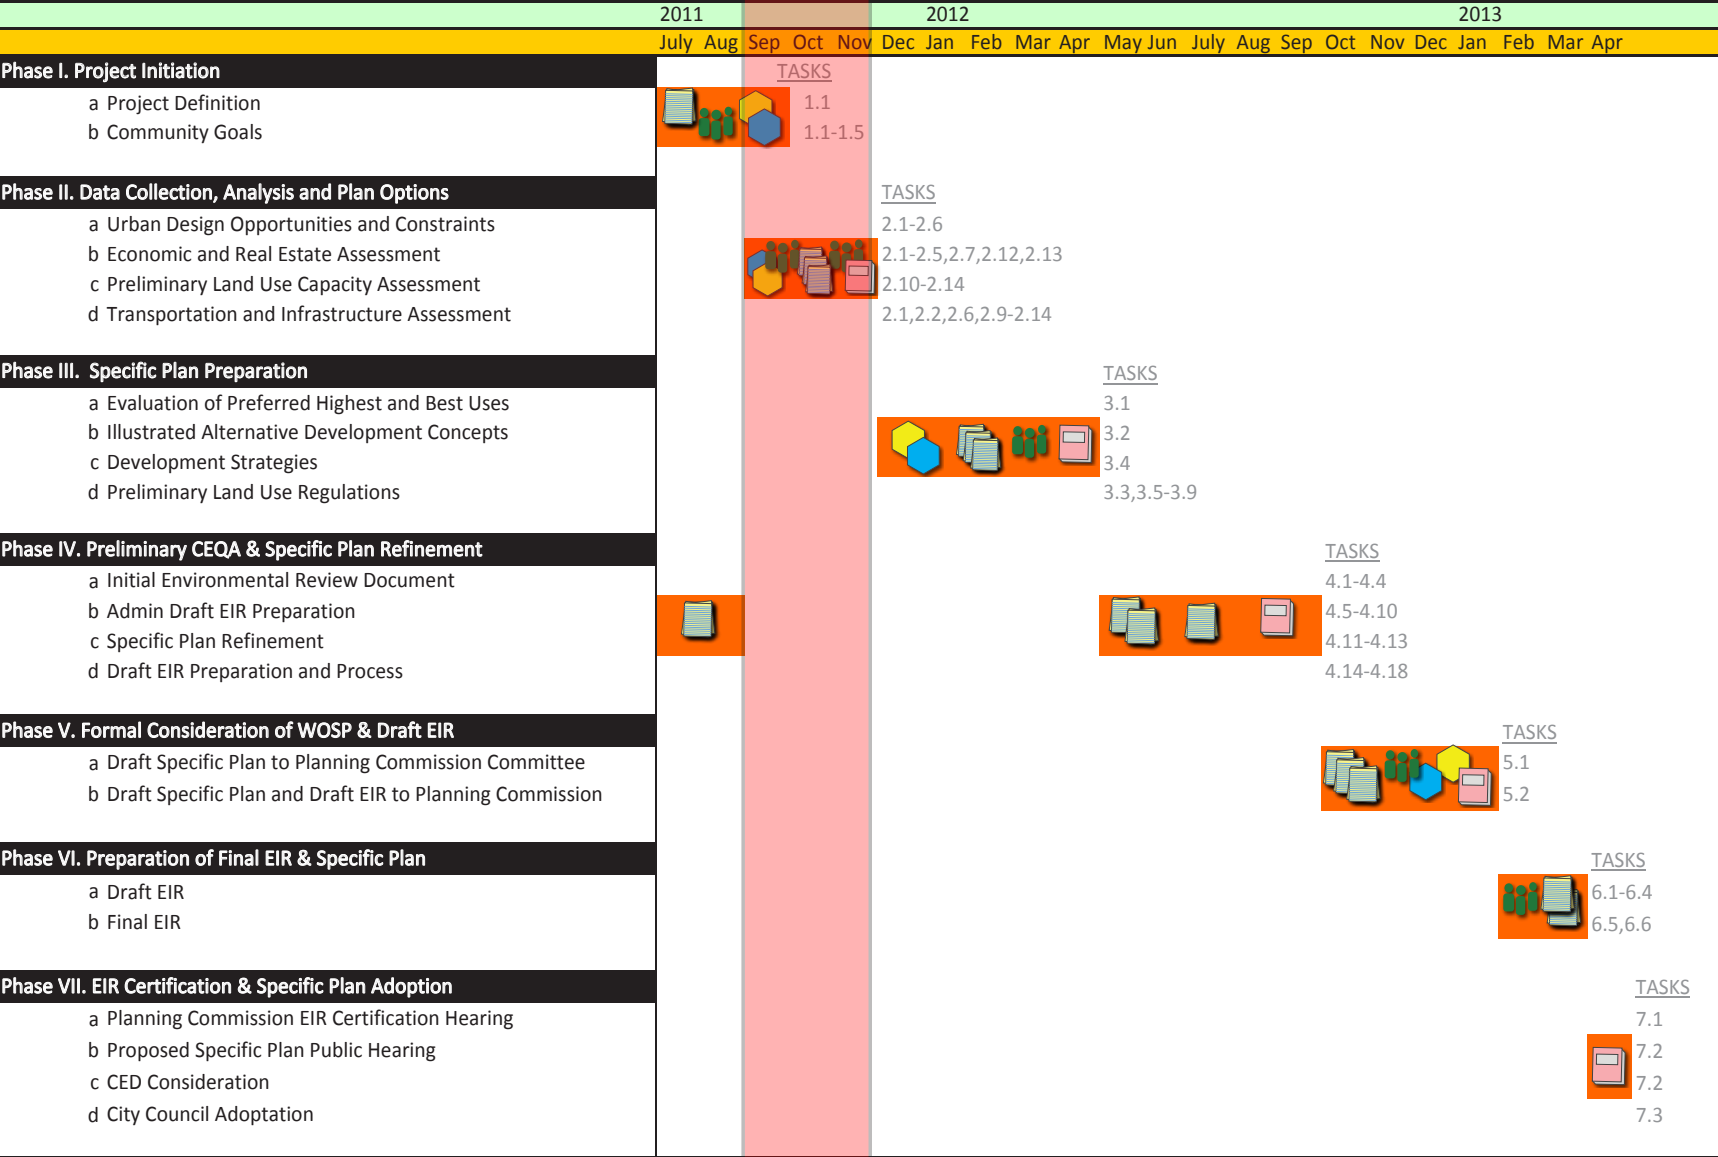 2011 2012 2013
July Aug Sep Oct Nov Dec Jan Feb Mar Apr May Jun July Aug Sep Oct Nov Dec Jan Feb Mar Apr
Phase I. Project Initiation TASKS
a Project Definition 1.1
b Community Goals 1.1-1.5
Phase II. Data Collection, Analysis and Plan Options TASKS
a Urban Design Opportunities and Constraints 2.1-2.6
b Economic and Real Estate Assessment 2.1-2.5,2.7,2.12,2.13
c Preliminary Land Use Capacity Assessment 2.10-2.14
d Transportation and Infrastructure Assessment 2.1,2.2,2.6,2.9-2.14
Phase III. Specific Plan Preparation TASKS
a Evaluation of Preferred Highest and Best Uses 3.1
b Illustrated Alternative Development Concepts 3.2
c Development Strategies 3.4
d Preliminary Land Use Regulations 3.3,3.5-3.9
Phase IV. Preliminary CEQA & Specific Plan Refinement TASKS
a Initial Environmental Review Document 4.1-4.4
b Admin Draft EIR Preparation 4.5-4.10
c Specific Plan Refinement 4.11-4.13
d Draft EIR Preparation and Process 4.14-4.18
Phase V. Formal Consideration of WOSP & Draft EIR TASKS
a Draft Specific Plan to Planning Commission Committee 5.1
b Draft Specific Plan and Draft EIR to Planning Commission 5.2
Phase VI. Preparation of Final EIR & Specific Plan TASKS
a Draft EIR 6.1-6.4
b Final EIR 6.5,6.6
Phase VII. EIR Certification & Specific Plan Adoption TASKS
a Planning Commission EIR Certification Hearing 7.1
b Proposed Specific Plan Public Hearing 7.2
c CED Consideration 7.2
d City Council Adoptation 7.3